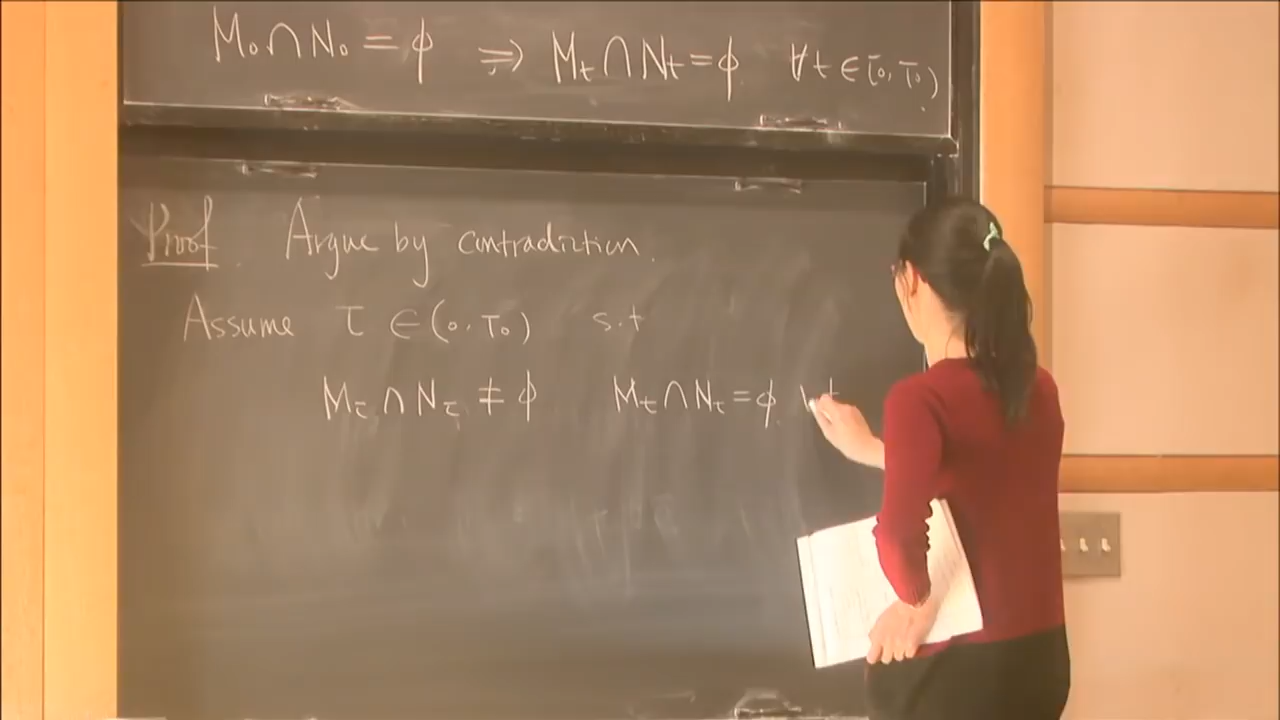 M₀ ∩ N₀ = ϕ ⇒ Mₜ ∩ Nₜ = ϕ ∀ t ∈ [0, T₀)
Proof. Argue by contradiction.
Assume τ ∈ (0, T₀) s.t
M_τ ∩ N_τ ≠ ϕ Mₜ ∩ Nₜ = ϕ